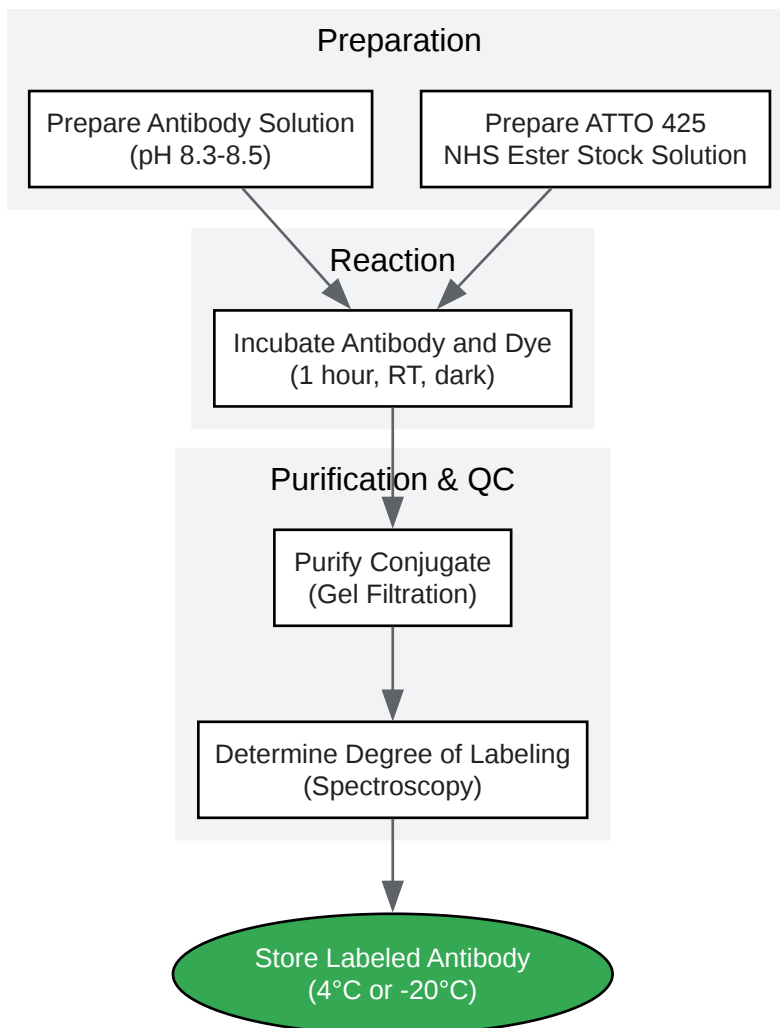 Preparation
Prepare Antibody Solution
(pH 8.3-8.5)
Prepare ATTO 425
NHS Ester Stock Solution
Reaction
Incubate Antibody and Dye
(1 hour, RT, dark)
Purification & QC
Purify Conjugate
(Gel Filtration)
Determine Degree of Labeling
(Spectroscopy)
Store Labeled Antibody
(4°C or -20°C)